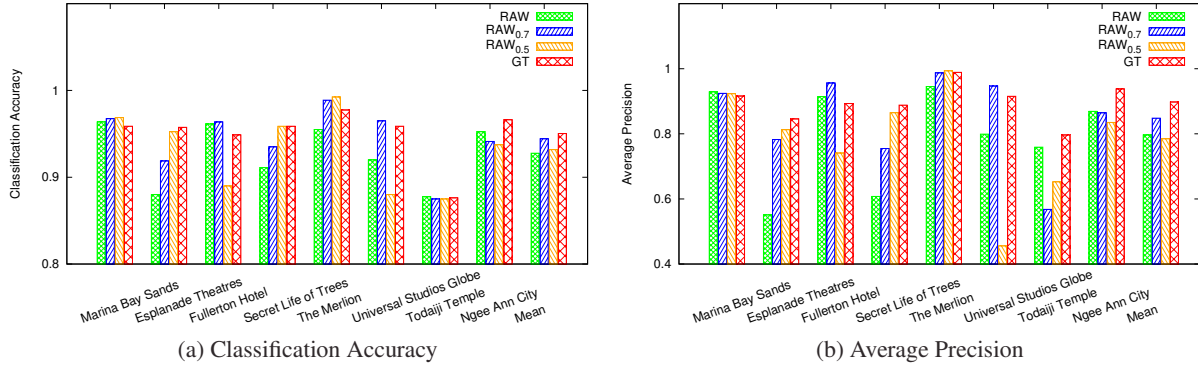 RAW
RAW0.7
RAW0.5
GT
1
0.9
0.8
Classification Accuracy
Marina Bay Sands
Esplanade Theatres
Fullerton Hotel
Secret Life of Trees
The Merlion
Universal Studios Globe
Todaiji Temple
Ngee Ann City
Mean
(a) Classification Accuracy
RAW
RAW0.7
RAW0.5
GT
1
0.8
0.6
0.4
Average Precision
Marina Bay Sands
Esplanade Theatres
Fullerton Hotel
Secret Life of Trees
The Merlion
Universal Studios Globe
Todaiji Temple
Ngee Ann City
Mean
(b) Average Precision